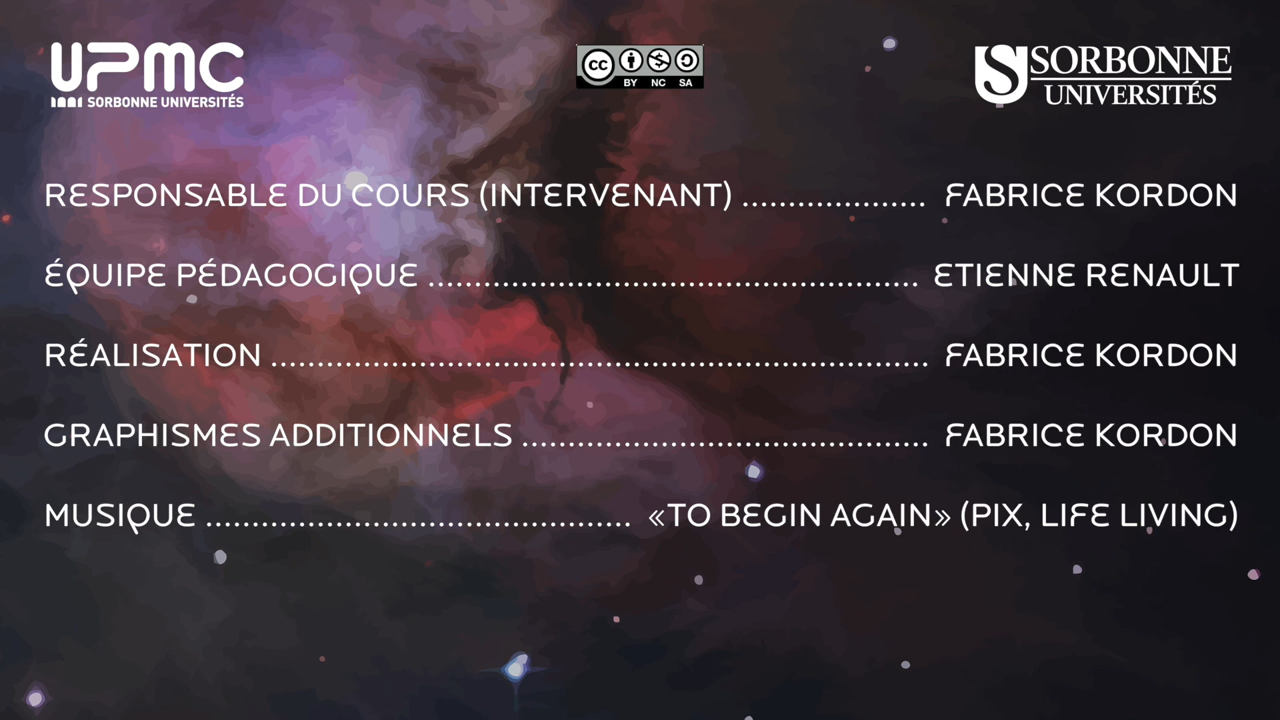 UPMC
SORBONNE UNIVERSITÉS
CC BY NC SA
SORBONNE
UNIVERSITÉS
RESPONSABLE DU COURS (INTERVENANT) .................... FABRICE KORDON
ÉQUIPE PÉDAGOGIQUE ..................................................... ETIENNE RENAULT
RÉALISATION ....................................................................... FABRICE KORDON
GRAPHISMES ADDITIONNELS ............................................ FABRICE KORDON
MUSIQUE .............................................. «TO BEGIN AGAIN» (PIX, LIFE LIVING)